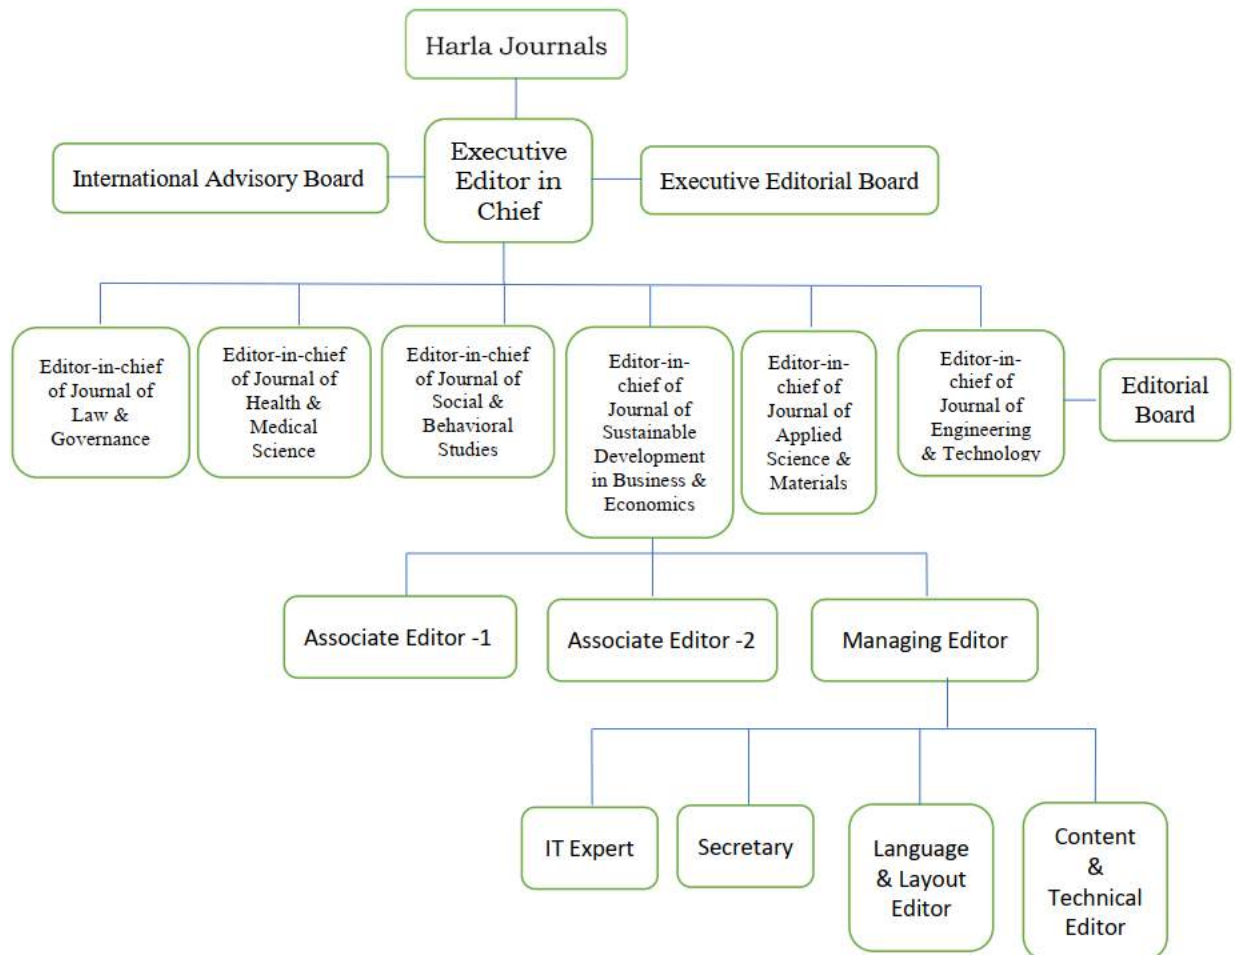 Harla Journals
Executive
Editor in
Chief
International Advisory Board
Executive Editorial Board
Editor-in-chief
of Journal of
Law &
Governance
Editor-in-chief
of Journal of
Health &
Medical
Science
Editor-in-chief
of Journal of
Social &
Behavioral
Studies
Editor-in-
chief of
Journal of
Sustainable
Development
in Business &
Economics
Editor-in-
chief of
Journal of
Applied
Science &
Materials
Editor-in-
chief of
Journal of
Engineering
& Technology
Editorial
Board
Associate Editor -1
Associate Editor -2
Managing Editor
IT Expert
Secretary
Language
& Layout
Editor
Content
&
Technical
Editor